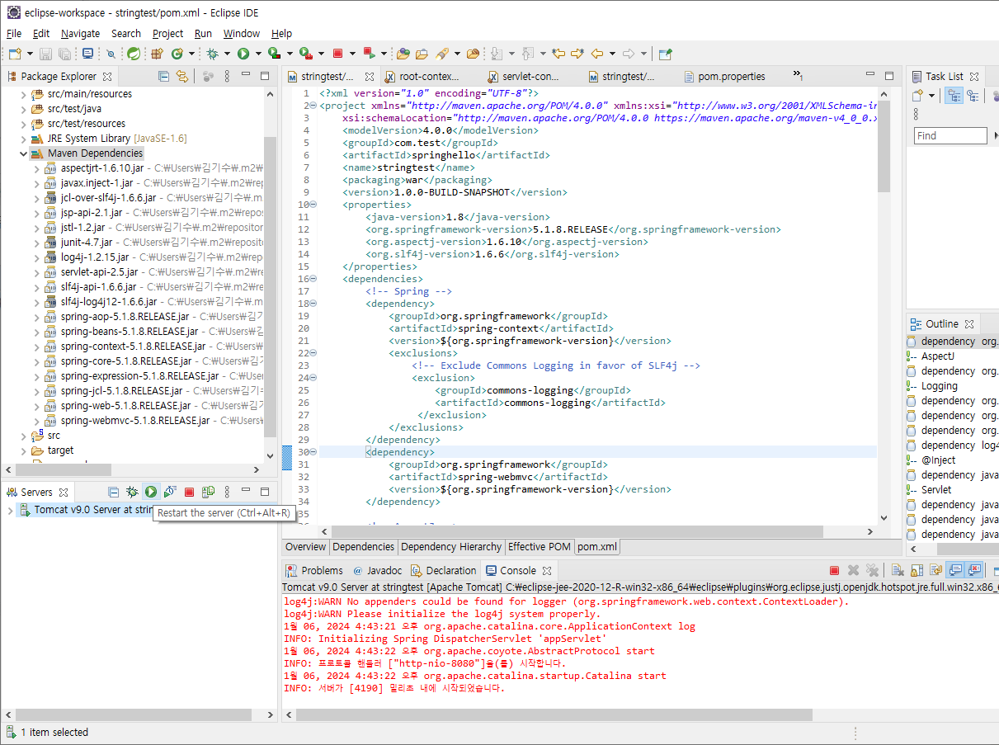 eclipse-workspace - stringtest/pom.xml - Eclipse IDE
File Edit Navigate Search Project Run Window Help
Package Explorer
src/main/resources
src/test/java
src/test/resources
JRE System Library [JavaSE-1.6]
Maven Dependencies
aspectjrt-1.6.10.jar - C:₩Users₩김기수₩.m2₩
javax.inject-1.jar - C:₩Users₩김기수₩.m2₩rep
jcl-over-slf4j-1.6.6.jar - C:₩Users₩김기수₩.m
jsp-api-2.1.jar - C:₩Users₩김기수₩.m2₩repo
jstl-1.2.jar - C:₩Users₩김기수₩.m2₩repositor
junit-4.7.jar - C:₩Users₩김기수₩.m2₩reposito
log4j-1.2.15.jar - C:₩Users₩김기수₩.m2₩rep
servlet-api-2.5.jar - C:₩Users₩김기수₩.m2₩re
slf4j-api-1.6.6.jar - C:₩Users₩김기수₩.m2₩re
slf4j-log4j12-1.6.6.jar - C:₩Users₩김기수₩.m
spring-aop-5.1.8.RELEASE.jar - C:₩Users₩김기
spring-beans-5.1.8.RELEASE.jar - C:₩Users₩김
spring-context-5.1.8.RELEASE.jar - C:₩Users₩
spring-core-5.1.8.RELEASE.jar - C:₩Users₩김
spring-expression-5.1.8.RELEASE.jar - C:₩User
spring-jcl-5.1.8.RELEASE.jar - C:₩Users₩김기수
spring-web-5.1.8.RELEASE.jar - C:₩Users₩김기
spring-webmvc-5.1.8.RELEASE.jar - C:₩Users₩
src
target
Servers
Tomcat v9.0 Server at strin
Restart the server (Ctrl+Alt+R)
stringtest/... root-contex... servlet-con... stringtest/... pom.properties »1
1 <?xml version="1.0" encoding="UTF-8"?>
2 <project xmlns="http://maven.apache.org/POM/4.0.0" xmlns:xsi="http://www.w3.org/2001/XMLSchema-i
3 xsi:schemaLocation="http://maven.apache.org/POM/4.0.0 https://maven.apache.org/maven-v4_0_0.x
4 <modelVersion>4.0.0</modelVersion>
5 <groupId>com.test</groupId>
6 <artifactId>springhello</artifactId>
7 <name>stringtest</name>
8 <packaging>war</packaging>
9 <version>1.0.0-BUILD-SNAPSHOT</version>
10 <properties>
11 <java-version>1.8</java-version>
12 <org.springframework-version>5.1.8.RELEASE</org.springframework-version>
13 <org.aspectj-version>1.6.10</org.aspectj-version>
14 <org.slf4j-version>1.6.6</org.slf4j-version>
15 </properties>
16 <dependencies>
17 <!-- Spring -->
18 <dependency>
19 <groupId>org.springframework</groupId>
20 <artifactId>spring-context</artifactId>
21 <version>${org.springframework-version}</version>
22 <exclusions>
23 <!-- Exclude Commons Logging in favor of SLF4j -->
24 <exclusion>
25 <groupId>commons-logging</groupId>
26 <artifactId>commons-logging</artifactId>
27 </exclusion>
28 </exclusions>
29 </dependency>
30 <dependency>
31 <groupId>org.springframework</groupId>
32 <artifactId>spring-webmvc</artifactId>
33 <version>${org.springframework-version}</version>
34 </dependency>
35
Overview Dependencies Dependency Hierarchy Effective POM pom.xml
Task List
Find
Outline
dependency org.
AspectJ
dependency org.
Logging
dependency org.
dependency org.
dependency org.
dependency log4
@Inject
dependency java
Servlet
dependency java
dependency java
dependency java
Problems Javadoc Declaration Console
Tomcat v9.0 Server at stringtest [Apache Tomcat] C:₩eclipse-jee-2020-12-R-win32-x86_64₩eclipse₩plugins₩org.eclipse.justj.openjdk.hotspot.jre.full.win32.x86_6
log4j:WARN No appenders could be found for logger (org.springframework.web.context.ContextLoader).
log4j:WARN Please initialize the log4j system properly.
1월 06, 2024 4:43:21 오후 org.apache.catalina.core.ApplicationContext log
INFO: Initializing Spring DispatcherServlet 'appServlet'
1월 06, 2024 4:43:22 오후 org.apache.coyote.AbstractProtocol start
INFO: 프로토콜 핸들러 ["http-nio-8080"]을(를) 시작합니다.
1월 06, 2024 4:43:22 오후 org.apache.catalina.startup.Catalina start
INFO: 서버가 [4190] 밀리초 내에 시작되었습니다.
1 item selected